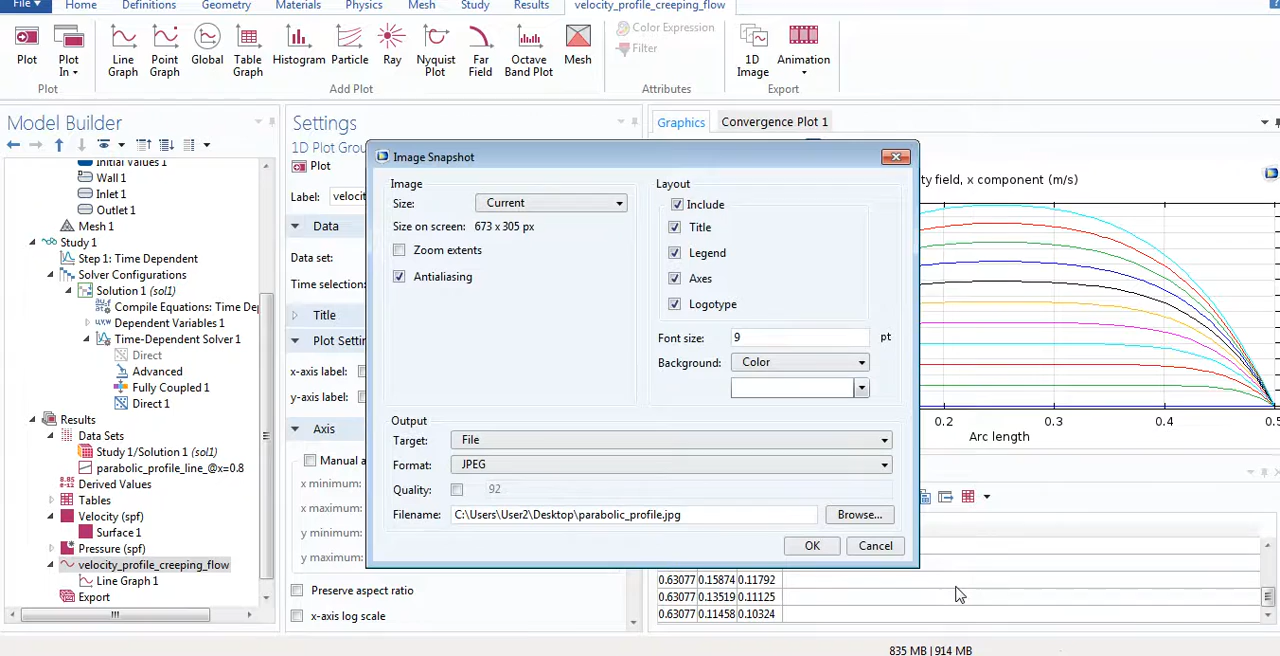 File
Home
Definitions
Geometry
Materials
Physics
Mesh
Study
Results
velocity_profile_creeping_flow
Plot
Plot In
Line Graph
Point Graph
Global
Table Graph
Histogram
Particle
Ray
Nyquist Plot
Far Field
Octave Band Plot
Mesh
Color Expression
Filter
1D Image
Animation
Plot
Add Plot
Attributes
Export
Model Builder
Initial Values 1
Wall 1
Inlet 1
Outlet 1
Mesh 1
Study 1
Step 1: Time Dependent
Solver Configurations
Solution 1 (sol1)
Compile Equations: Time De
Dependent Variables 1
Time-Dependent Solver 1
Direct
Advanced
Fully Coupled 1
Direct 1
Results
Data Sets
Study 1/Solution 1 (sol1)
parabolic_profile_line_@x=0.8
Derived Values
Tables
Velocity (spf)
Surface 1
Pressure (spf)
velocity_profile_creeping_flow
Line Graph 1
Export
Settings
1D Plot Grou
Plot
Label: veloci
Data
Data set:
Time selection:
Title
Plot Settin
x-axis label:
y-axis label:
Axis
Manual a
x minimum:
x maximum:
y minimum:
y maximum:
Preserve aspect ratio
x-axis log scale
Image Snapshot
Image
Size: Current
Size on screen: 673 x 305 px
Zoom extents
Antialiasing
Layout
Include
Title
Legend
Axes
Logotype
Font size: 9 pt
Background: Color
Output
Target: File
Format: JPEG
Quality: 92
Filename: C:\Users\User2\Desktop\parabolic_profile.jpg
Browse...
OK
Cancel
Graphics
Convergence Plot 1
ty field, x component (m/s)
0.2
0.3
0.4
0.5
Arc length
0.63077 0.15874 0.11792
0.63077 0.13519 0.11125
0.63077 0.11458 0.10324
835 MB | 914 MB